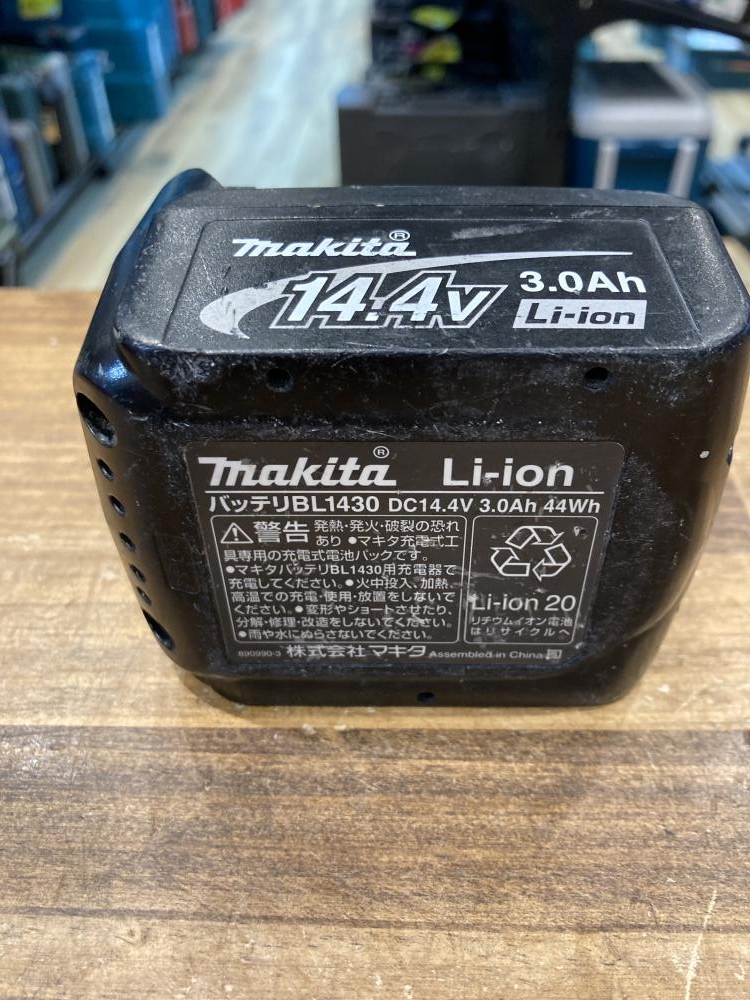 makita®
14.4V
3.0Ah
Li-ion
makita® Li-ion
バッテリBL1430 DC14.4V 3.0Ah 44Wh
警告 発熱・発火・破裂の恐れ
あり ●マキタ充電式工
具専用の充電式電池パックです。
●マキタバッテリBL1430用充電器で
充電してください。●火中投入、加熱、
高温での充電・使用・放置をしないで
ください。●変形やショートさせたり、
分解・修理・改造をしないでください。
●雨や水にぬらさないでください。
Li-ion 20
リチウムイオン電池
はリサイクルへ
890990-3 株式会社 マキタ Assembled in China